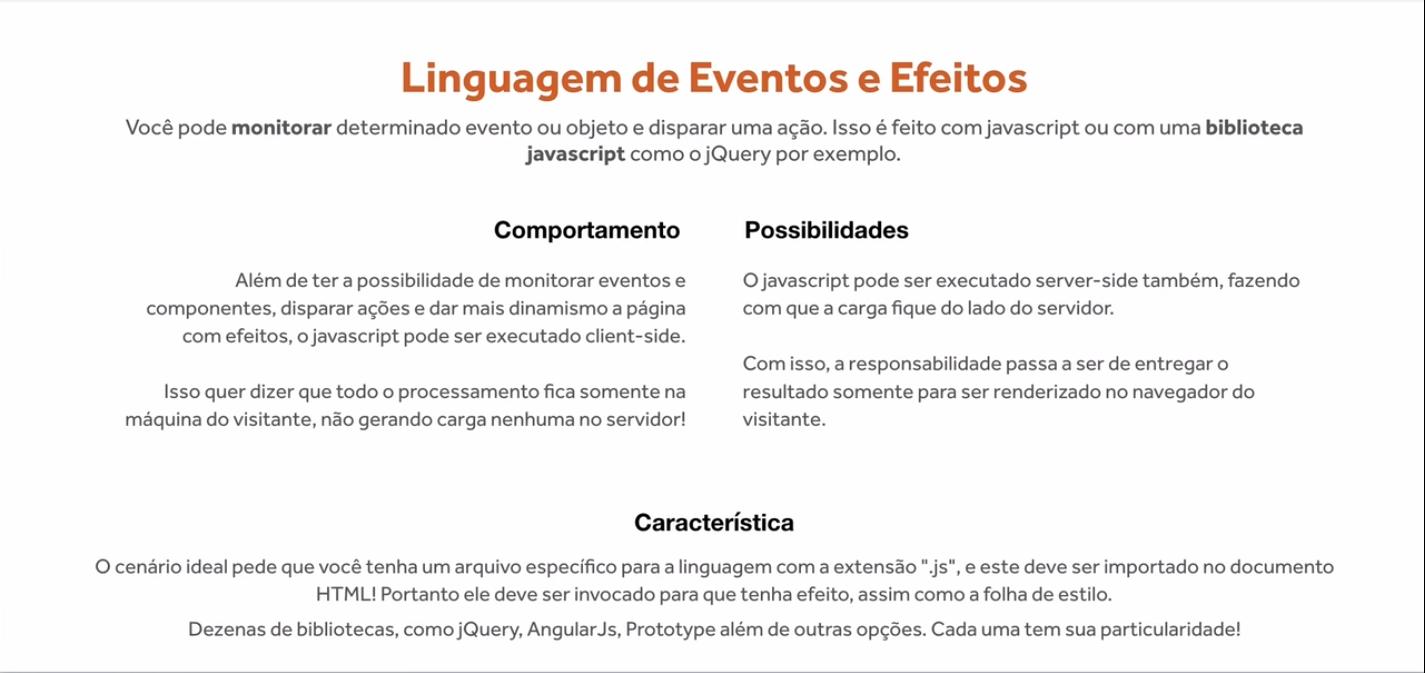 Linguagem de Eventos e Efeitos
Você pode monitorar determinado evento ou objeto e disparar uma ação. Isso é feito com javascript ou com uma biblioteca
javascript como o jQuery por exemplo.
Comportamento
Além de ter a possibilidade de monitorar eventos e
componentes, disparar ações e dar mais dinamismo a página
com efeitos, o javascript pode ser executado client-side.
Isso quer dizer que todo o processamento fica somente na
máquina do visitante, não gerando carga nenhuma no servidor!
Possibilidades
O javascript pode ser executado server-side também, fazendo
com que a carga fique do lado do servidor.
Com isso, a responsabilidade passa a ser de entregar o
resultado somente para ser renderizado no navegador do
visitante.
Característica
O cenário ideal pede que você tenha um arquivo específico para a linguagem com a extensão ".js", e este deve ser importado no documento
HTML! Portanto ele deve ser invocado para que tenha efeito, assim como a folha de estilo.
Dezenas de bibliotecas, como jQuery, AngularJs, Prototype além de outras opções. Cada uma tem sua particularidade!